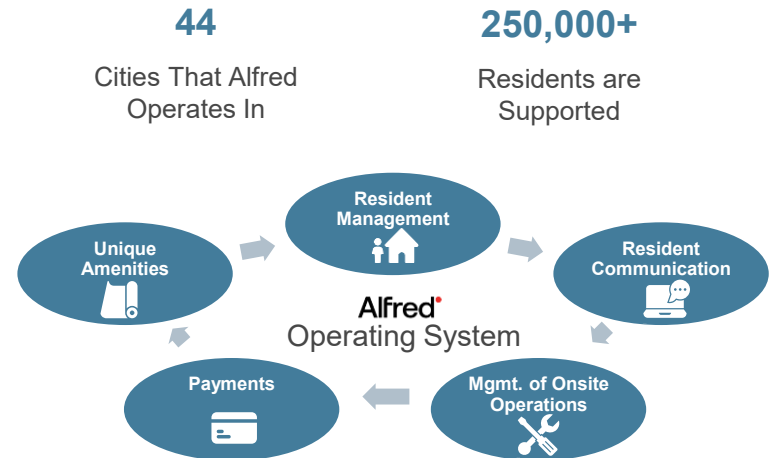 44
250,000+
Cities That Alfred
Operates In
Residents are
Supported
Resident
Management
Unique
Amenities
Resident
Communication
Alfred
Operating System
Payments
Mgmt. of Onsite
Operations